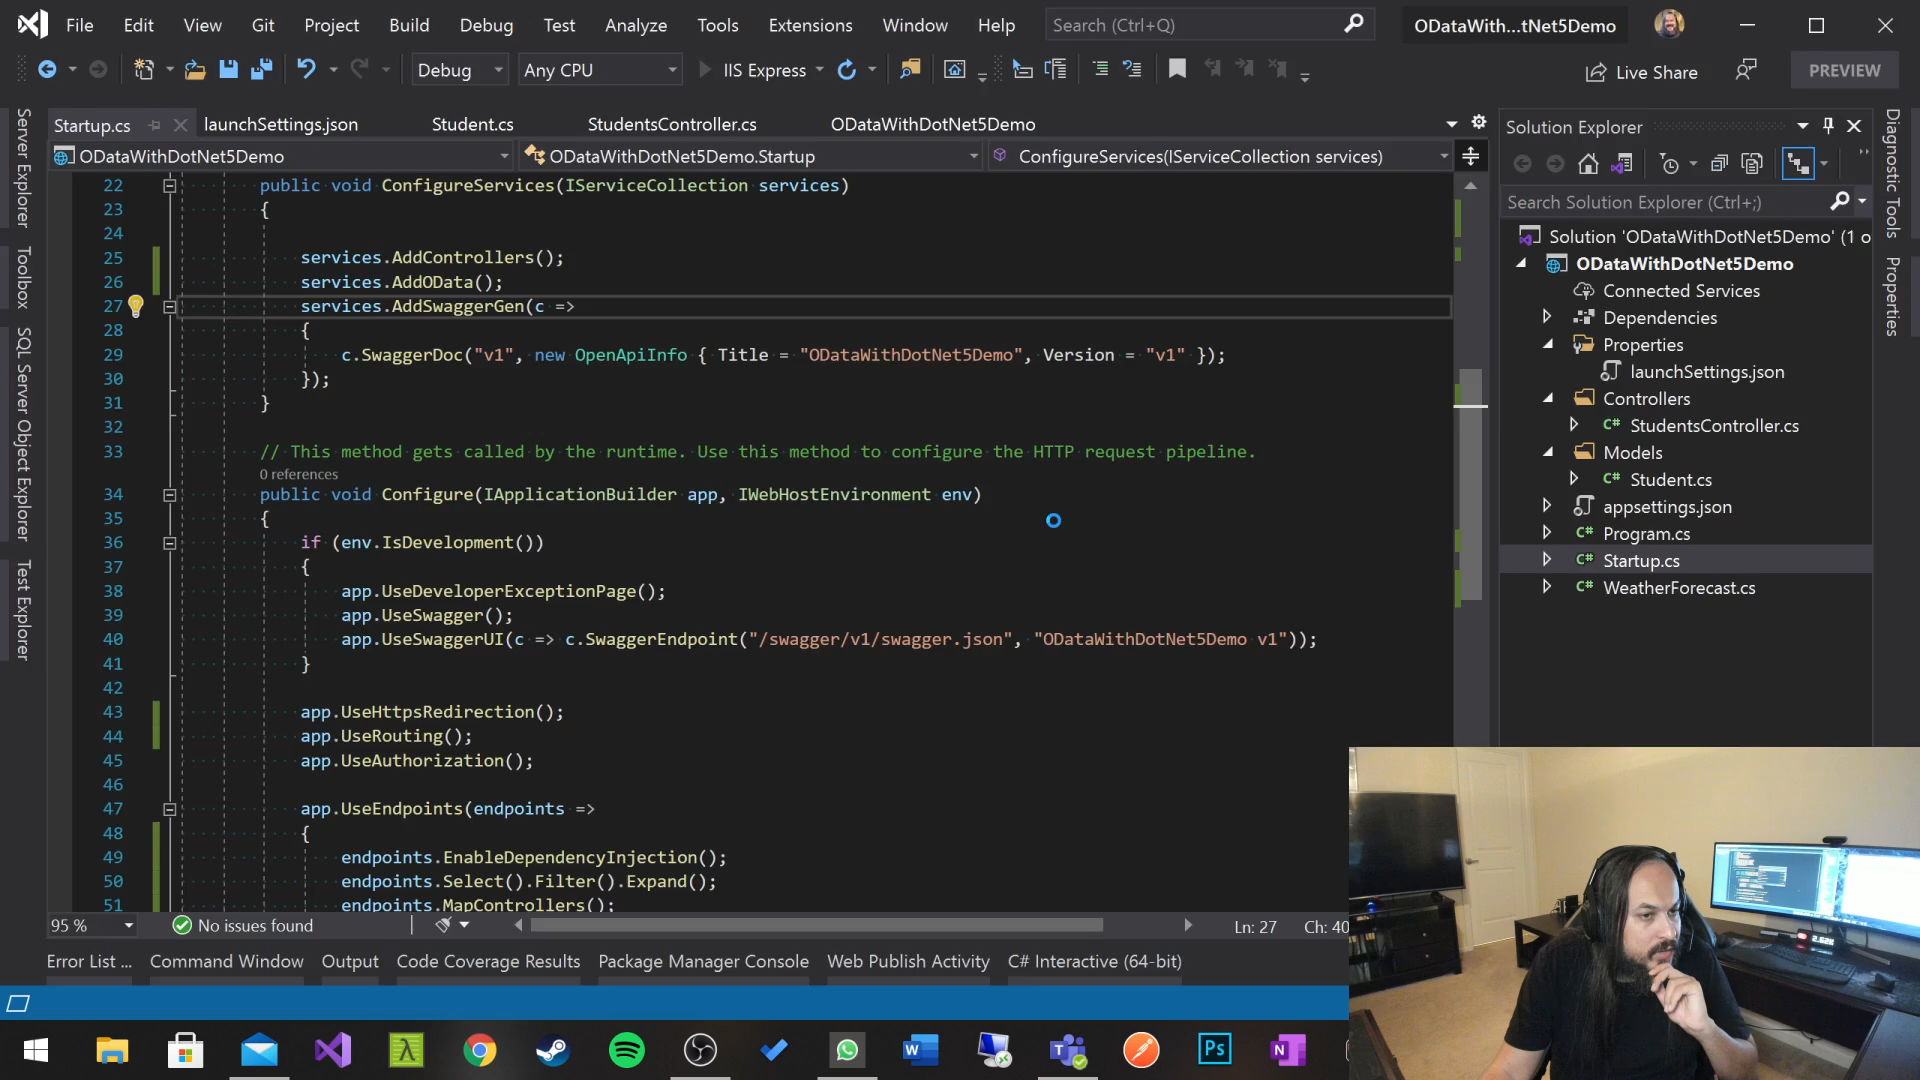 File Edit View Git Project Build Debug Test Analyze Tools Extensions Window Help Search (Ctrl+Q) ODataWith...tNet5Demo
Debug Any CPU IIS Express Live Share PREVIEW
Startup.cs launchSettings.json Student.cs StudentsController.cs ODataWithDotNet5Demo
ODataWithDotNet5Demo ODataWithDotNet5Demo.Startup ConfigureServices(IServiceCollection services)
22 public void ConfigureServices(IServiceCollection services)
23 {
24
25 services.AddControllers();
26 services.AddOData();
27 services.AddSwaggerGen(c =>
28 {
29 c.SwaggerDoc("v1", new OpenApiInfo { Title = "ODataWithDotNet5Demo", Version = "v1" });
30 });
31 }
32
33 // This method gets called by the runtime. Use this method to configure the HTTP request pipeline.
0 references
34 public void Configure(IApplicationBuilder app, IWebHostEnvironment env)
35 {
36 if (env.IsDevelopment())
37 {
38 app.UseDeveloperExceptionPage();
39 app.UseSwagger();
40 app.UseSwaggerUI(c => c.SwaggerEndpoint("/swagger/v1/swagger.json", "ODataWithDotNet5Demo v1"));
41 }
42
43 app.UseHttpsRedirection();
44 app.UseRouting();
45 app.UseAuthorization();
46
47 app.UseEndpoints(endpoints =>
48 {
49 endpoints.EnableDependencyInjection();
50 endpoints.Select().Filter().Expand();
51 endpoints.MapControllers();
95 % No issues found Ln: 27 Ch: 40
Error List ... Command Window Output Code Coverage Results Package Manager Console Web Publish Activity C# Interactive (64-bit)
Server Explorer
Toolbox
SQL Server Object Explorer
Test Explorer
Solution Explorer
Search Solution Explorer (Ctrl+;)
Solution 'ODataWithDotNet5Demo' (1 o
ODataWithDotNet5Demo
Connected Services
Dependencies
Properties
launchSettings.json
Controllers
C# StudentsController.cs
Models
C# Student.cs
appsettings.json
C# Program.cs
C# Startup.cs
C# WeatherForecast.cs
Diagnostic Tools
Properties
λ
W
T
Ps
N